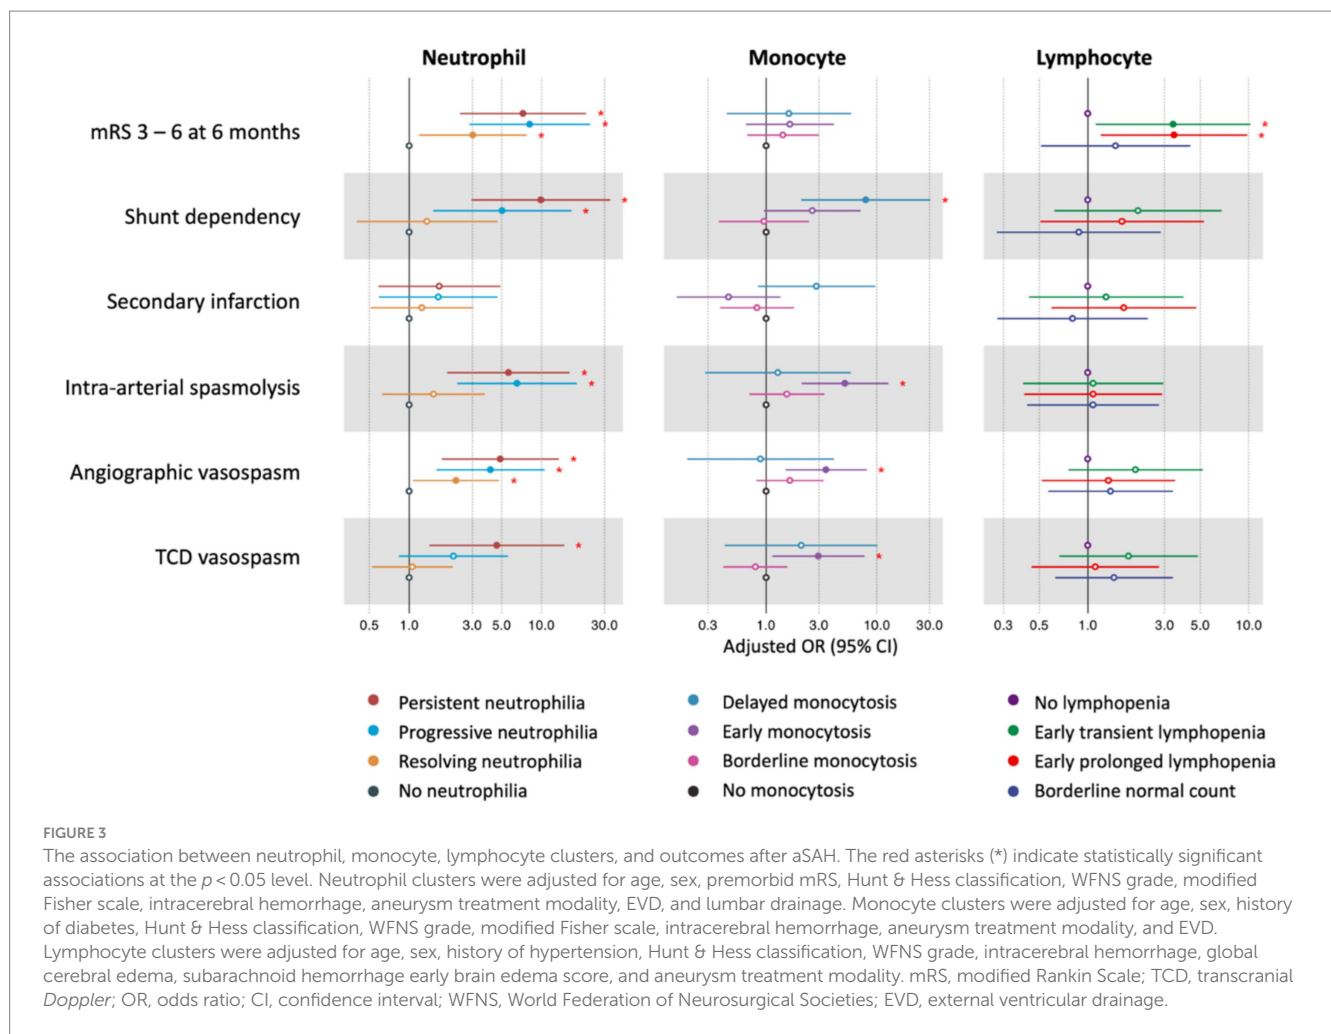 Neutrophil
Monocyte
Lymphocyte
mRS 3 – 6 at 6 months
*
*
*
*
*
Shunt dependency
*
*
*
Secondary infarction
Intra-arterial spasmolysis
*
*
*
Angiographic vasospasm
*
*
*
*
TCD vasospasm
*
*
0.5 1.0 3.0 5.0 10.0 30.0
0.3 1.0 3.0 10.0 30.0
0.3 0.5 1.0 3.0 5.0 10.0
Adjusted OR (95% CI)
Persistent neutrophilia
Progressive neutrophilia
Resolving neutrophilia
No neutrophilia
Delayed monocytosis
Early monocytosis
Borderline monocytosis
No monocytosis
No lymphopenia
Early transient lymphopenia
Early prolonged lymphopenia
Borderline normal count
FIGURE 3
The association between neutrophil, monocyte, lymphocyte clusters, and outcomes after aSAH. The red asterisks (*) indicate statistically significant
associations at the p < 0.05 level. Neutrophil clusters were adjusted for age, sex, premorbid mRS, Hunt & Hess classification, WFNS grade, modified
Fisher scale, intracerebral hemorrhage, aneurysm treatment modality, EVD, and lumbar drainage. Monocyte clusters were adjusted for age, sex, history
of diabetes, Hunt & Hess classification, WFNS grade, modified Fisher scale, intracerebral hemorrhage, aneurysm treatment modality, and EVD.
Lymphocyte clusters were adjusted for age, sex, history of hypertension, Hunt & Hess classification, WFNS grade, intracerebral hemorrhage, global
cerebral edema, subarachnoid hemorrhage early brain edema score, and aneurysm treatment modality. mRS, modified Rankin Scale; TCD, transcranial
Doppler; OR, odds ratio; CI, confidence interval; WFNS, World Federation of Neurosurgical Societies; EVD, external ventricular drainage.